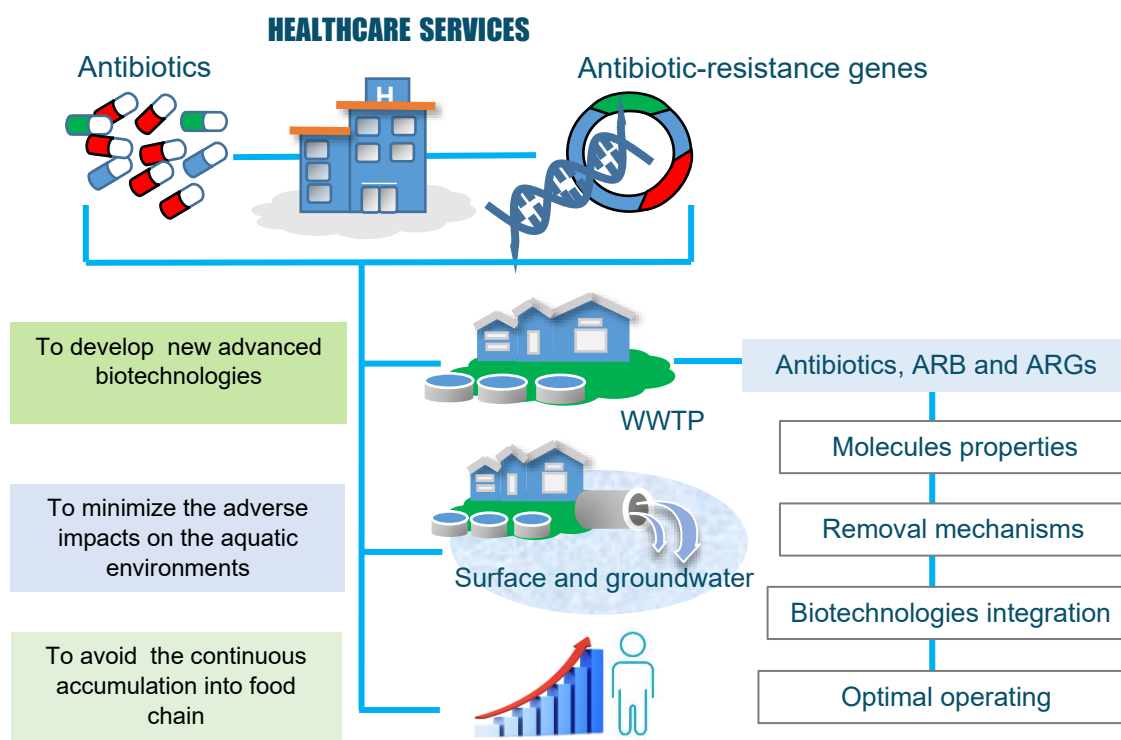 HEALTHCARE SERVICES
Antibiotics
Antibiotic-resistance genes
H
To develop new advanced
biotechnologies
WWTP
Antibiotics, ARB and ARGs
Molecules properties
To minimize the adverse
impacts on the aquatic
environments
Surface and groundwater
Removal mechanisms
Biotechnologies integration
To avoid the continuous
accumulation into food
chain
Optimal operating